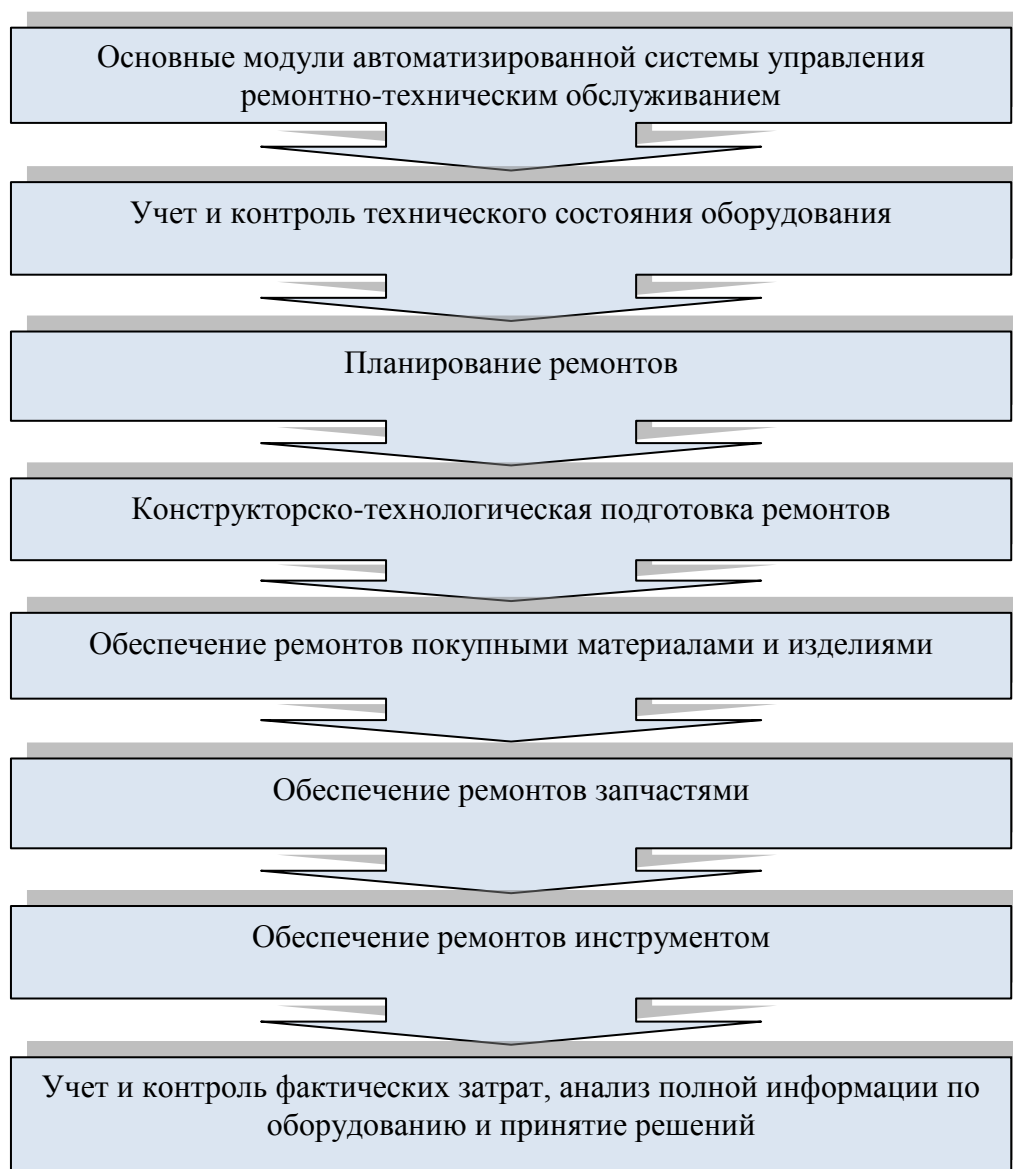 Основные модули автоматизированной системы управления
ремонтно-техническим обслуживанием
Учет и контроль технического состояния оборудования
Планирование ремонтов
Конструкторско-технологическая подготовка ремонтов
Обеспечение ремонтов покупными материалами и изделиями
Обеспечение ремонтов запчастями
Обеспечение ремонтов инструментом
Учет и контроль фактических затрат, анализ полной информации по
оборудованию и принятие решений